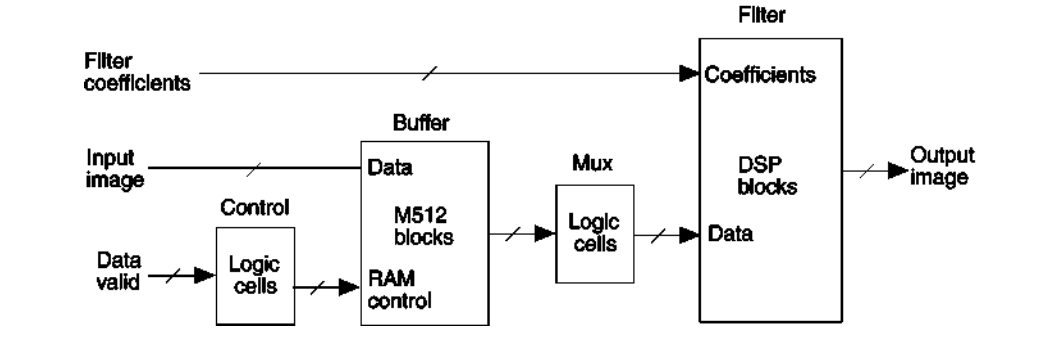 Filter
Filter
coefficients
Coefficients
Buffer
Input
image
Data
Mux
DSP
blocks
Output
image
Control
M512
blocks
Logic
cells
Data
Data
valid
Logic
cells
RAM
control